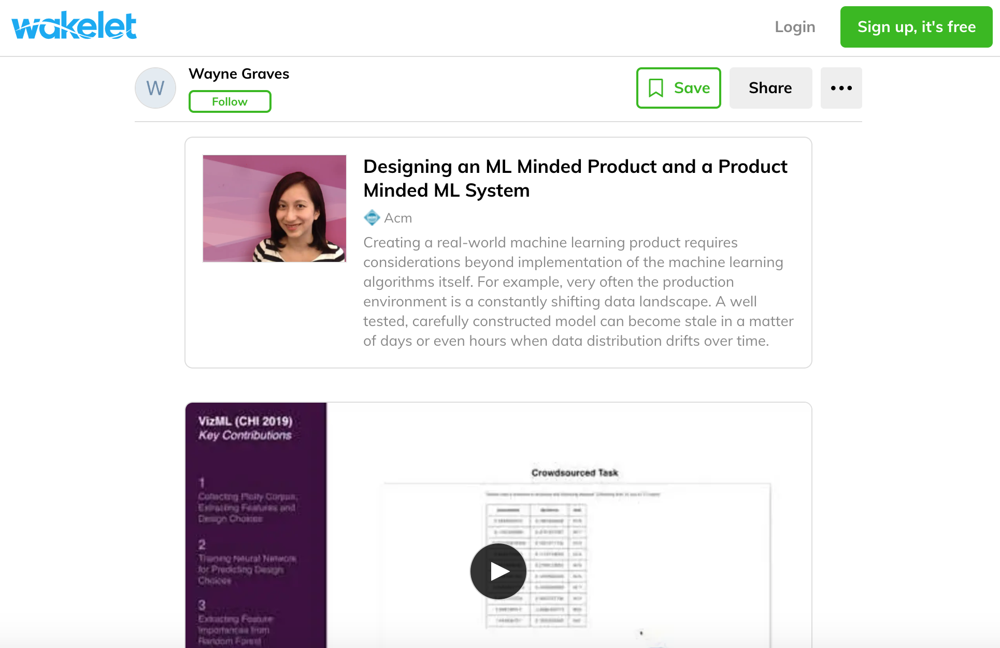 wakelet
Login
Sign up, it's free
W
Wayne Graves
Follow
Save
Share
Designing an ML Minded Product and a Product
Minded ML System
Acm
Creating a real-world machine learning product requires
considerations beyond implementation of the machine learning
algorithms itself. For example, very often the production
environment is a constantly shifting data landscape. A well
tested, carefully constructed model can become stale in a matter
of days or even hours when data distribution drifts over time.
VizML (CHI 2019)
Key Contributions
1
Collecting Plotly Corpus,
Extracting Features and
Design Choices
2
Training Neural Network
for Predicting Design
Choices
3
Extracting Feature
Importances from
Random Forest
Crowdsourced Task